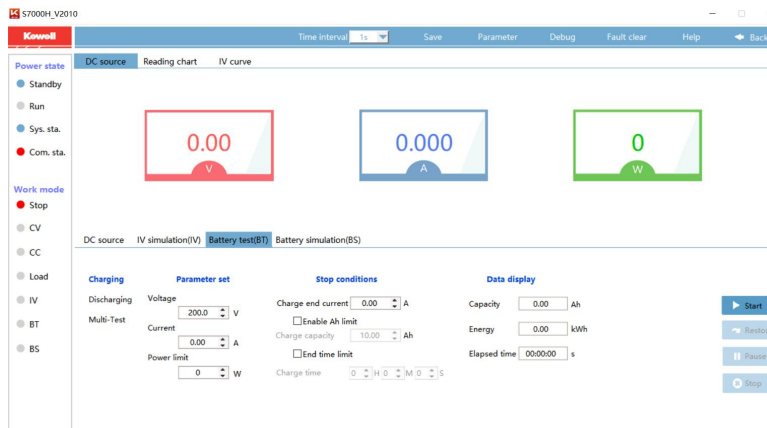 S7000H_V2010
Kewell
Time interval 1s Save Parameter Debug Fault clear Help Back
Power state
Standby
Run
Sys. sta.
Com. sta.
Work mode
Stop
CV
CC
Load
IV
BT
BS
DC source Reading chart IV curve
0.00
V
0.000
A
0
W
DC source IV simulation(IV) Battery test(BT) Battery simulation(BS)
Charging
Discharging
Multi-Test
Parameter set
Voltage
200.0 V
Current
0.00 A
Power limit
0 W
Stop conditions
Charge end current 0.00 A
Enable Ah limit
Charge capacity 10.00 Ah
End time limit
Charge time 0 H 0 M 0 S
Data display
Capacity 0.00 Ah
Energy 0.00 kWh
Elapsed time 00:00:00 s
Start
Resto
Pause
Stop